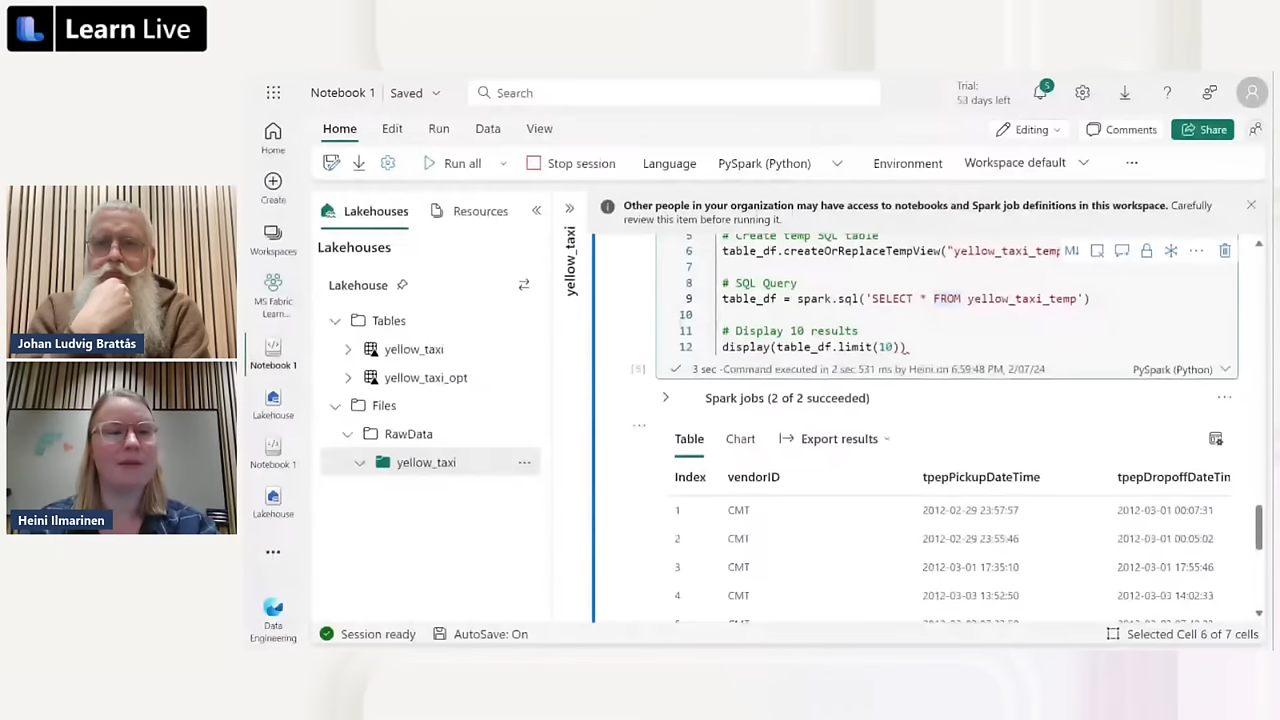 Learn Live
Notebook 1 Saved
Search
Trial:
53 days left
5
Home Edit Run Data View
Editing
Comments
Share
Run all
Stop session
Language
PySpark (Python)
Environment
Workspace default
...
Home
Create
Workspaces
MS Fabric
Learn...
Notebook 1
Lakehouse
Notebook 1
Lakehouse
...
Data
Engineering
Lakehouses
Resources
Lakehouses
Lakehouse
Tables
yellow_taxi
yellow_taxi_opt
Files
RawData
yellow_taxi
...
yellow_taxi
Other people in your organization may have access to notebooks and Spark job definitions in this workspace. Carefully
review this item before running it.
5 # Create temp SQL table
6 table_df.createOrReplaceTempView("yellow_taxi_temp
M↓
...
7
8 # SQL Query
9 table_df = spark.sql('SELECT * FROM yellow_taxi_temp')
10
11 # Display 10 results
12 display(table_df.limit(10))
[5]
3 sec -Command executed in 2 sec 531 ms by Heini on 6:59:48 PM, 2/07/24
PySpark (Python)
Spark jobs (2 of 2 succeeded)
...
...
Table Chart Export results
Index vendorID tpepPickupDateTime tpepDropoffDateTin
1 CMT 2012-02-29 23:57:57 2012-03-01 00:07:31
2 CMT 2012-02-29 23:55:46 2012-03-01 00:05:02
3 CMT 2012-03-01 17:35:10 2012-03-01 17:55:46
4 CMT 2012-03-03 13:52:50 2012-03-03 14:02:33
Session ready
AutoSave: On
Selected Cell 6 of 7 cells
Johan Ludvig Brattås
Heini Ilmarinen